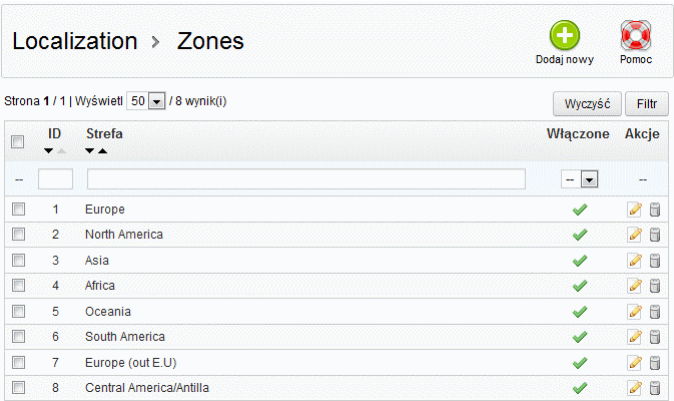 Localization > Zones
Dodaj nowy
Pomoc
Strona 1 / 1 | Wyświetl 50 / 8 wynik(i)
Wyczyść
Filtr
ID Strefa Włączone Akcje
-- -- --
1 Europe
2 North America
3 Asia
4 Africa
5 Oceania
6 South America
7 Europe (out E.U)
8 Central America/Antilla